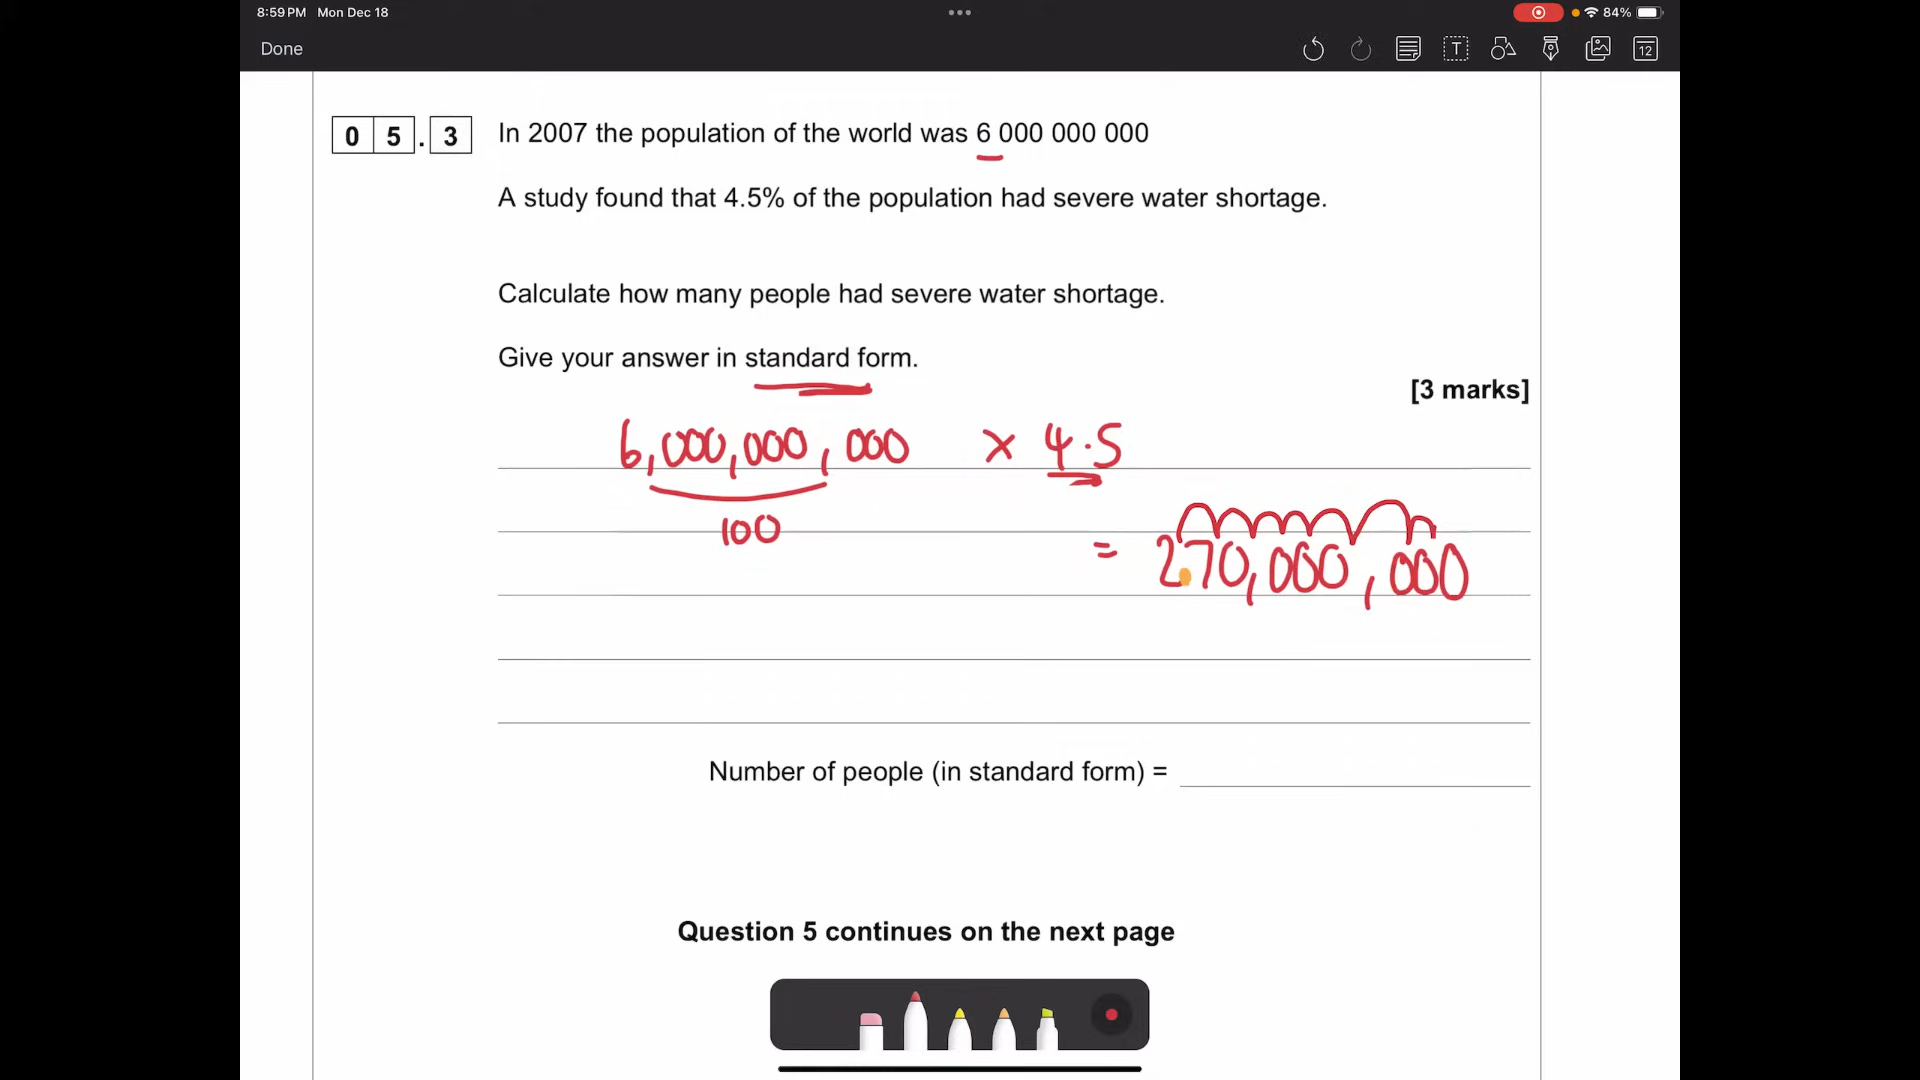 8:59 PM Mon Dec 18
84%
Done
T
12
0 5 . 3 In 2007 the population of the world was 6 000 000 000
A study found that 4.5% of the population had severe water shortage.
Calculate how many people had severe water shortage.
Give your answer in standard form.
[3 marks]
6,000,000,000 × 4.5
100
= 2.70,000,000
Number of people (in standard form) =
Question 5 continues on the next page